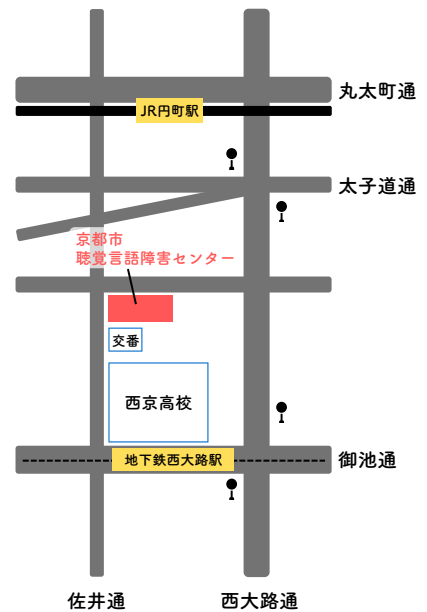 丸太町通
JR円町駅
太子道通
京都市
聴覚言語障害センター
交番
西京高校
地下鉄西大路駅
御池通
佐井通
西大路通